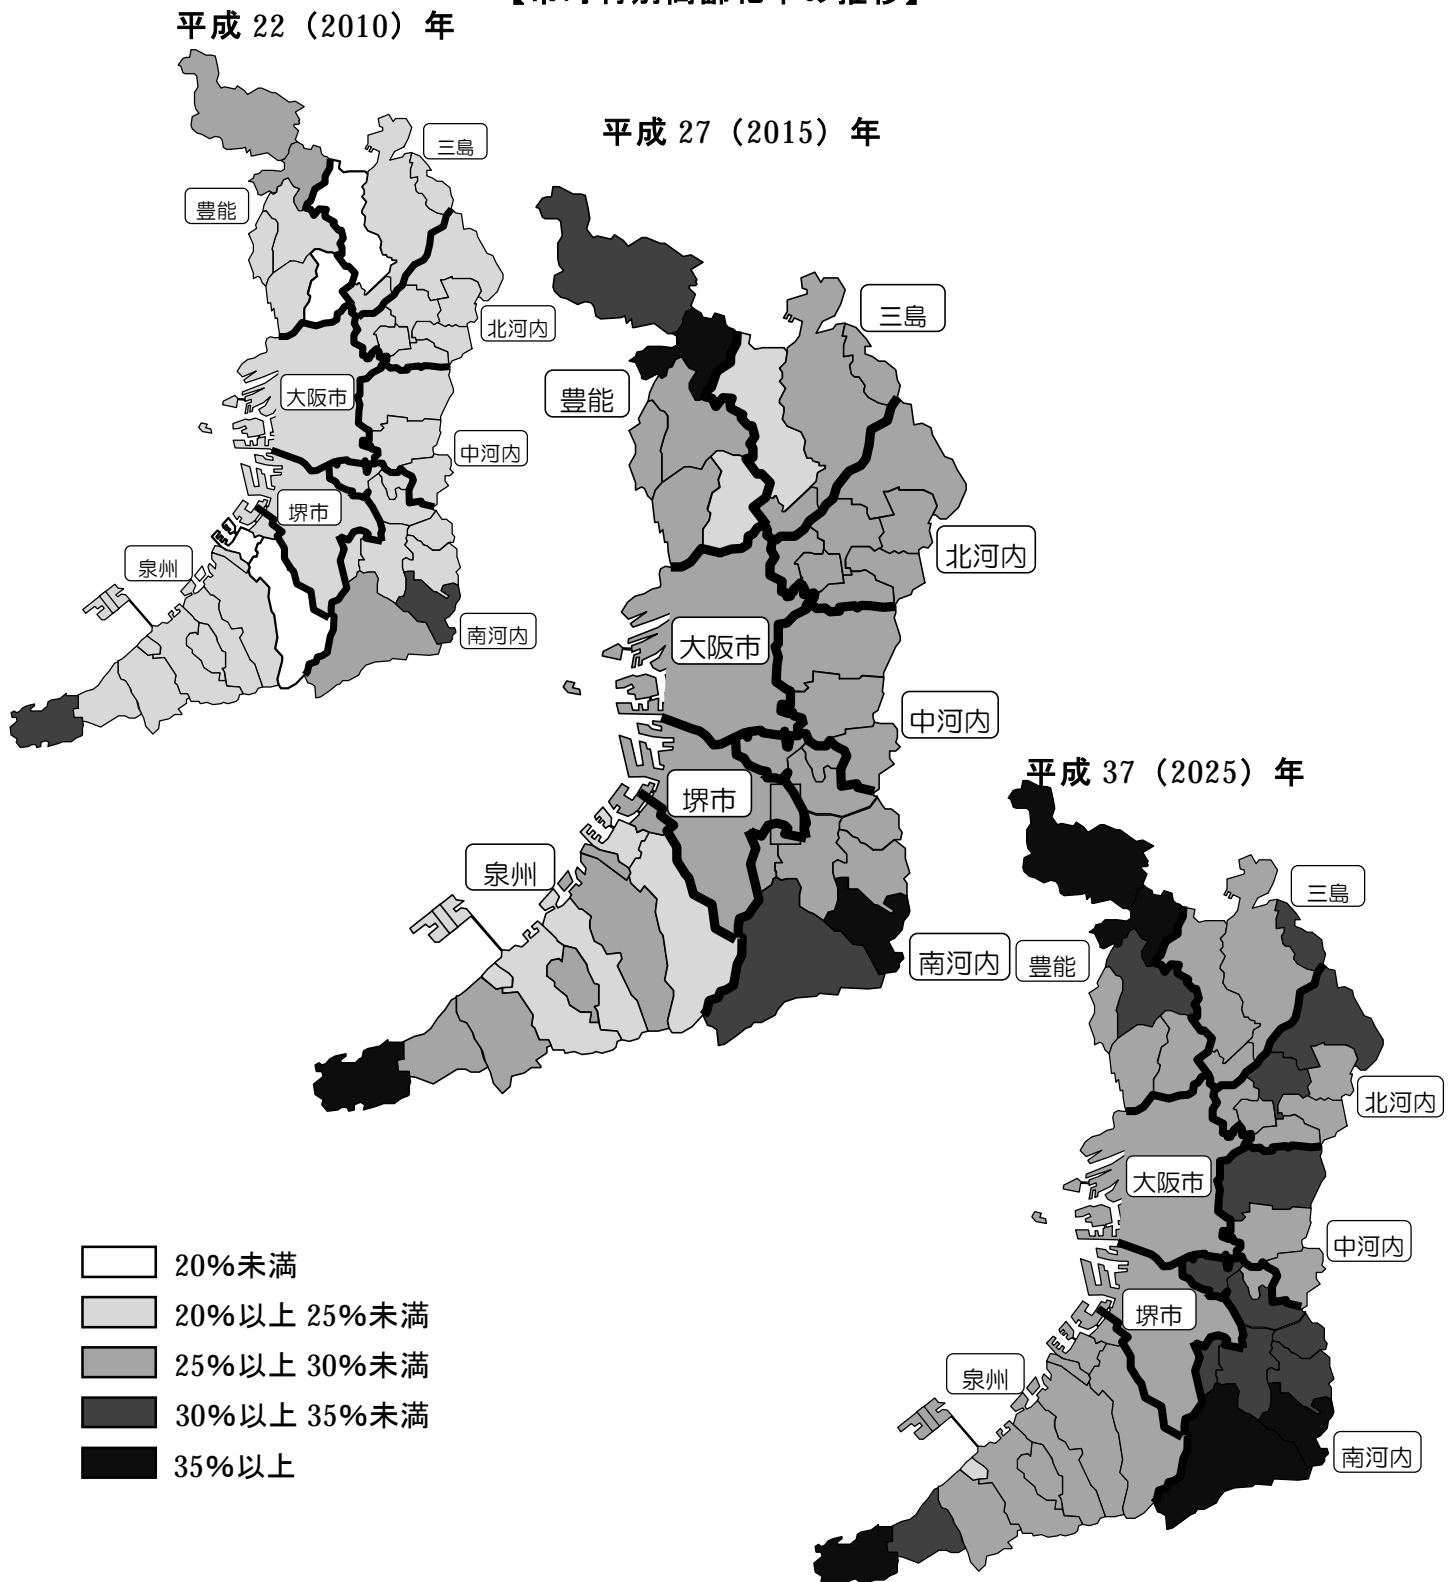 平成 22（2010）年
三島
豊能
北河内
大阪市
中河内
堺市
泉州
南河内
平成 27（2015）年
三島
豊能
北河内
大阪市
中河内
堺市
泉州
南河内
平成 37（2025）年
三島
豊能
北河内
大阪市
中河内
堺市
泉州
南河内
20%未満
20%以上 25%未満
25%以上 30%未満
30%以上 35%未満
35%以上